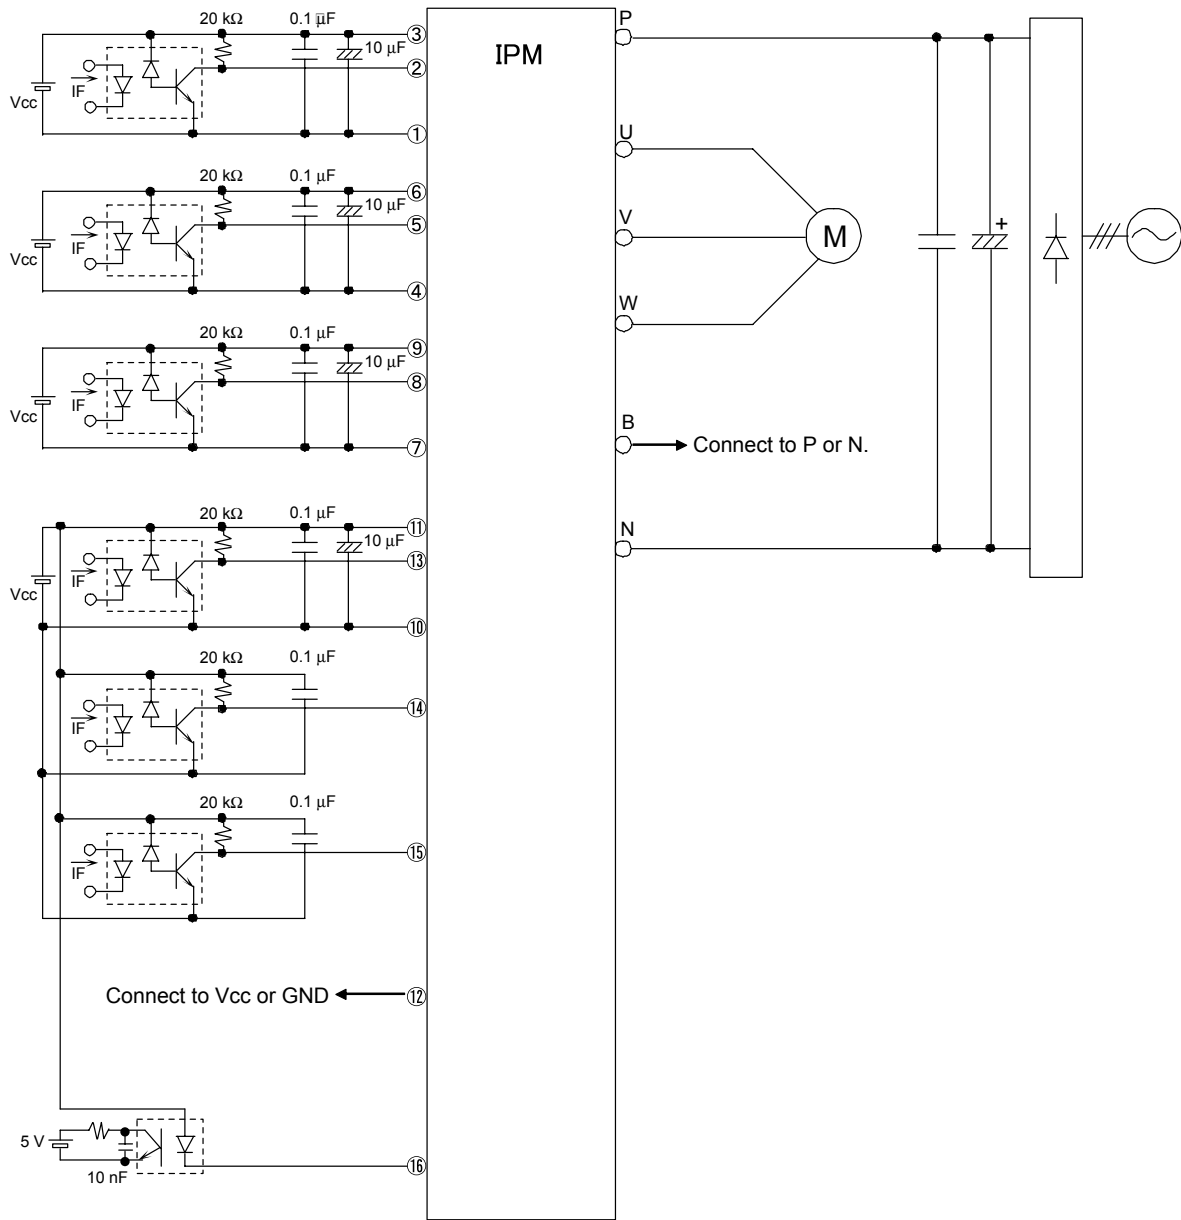 20 kΩ
0.1 μF
10 μF
Vcc
IF
③
②
①
20 kΩ
0.1 μF
10 μF
Vcc
IF
⑥
⑤
④
20 kΩ
0.1 μF
10 μF
Vcc
IF
⑨
⑧
⑦
20 kΩ
0.1 μF
10 μF
Vcc
IF
⑪
⑬
⑩
20 kΩ
0.1 μF
IF
⑭
20 kΩ
0.1 μF
IF
⑮
Connect to Vcc or GND
⑫
5 V
10 nF
⑯
IPM
P
U
V
W
M
B
Connect to P or N.
N
+